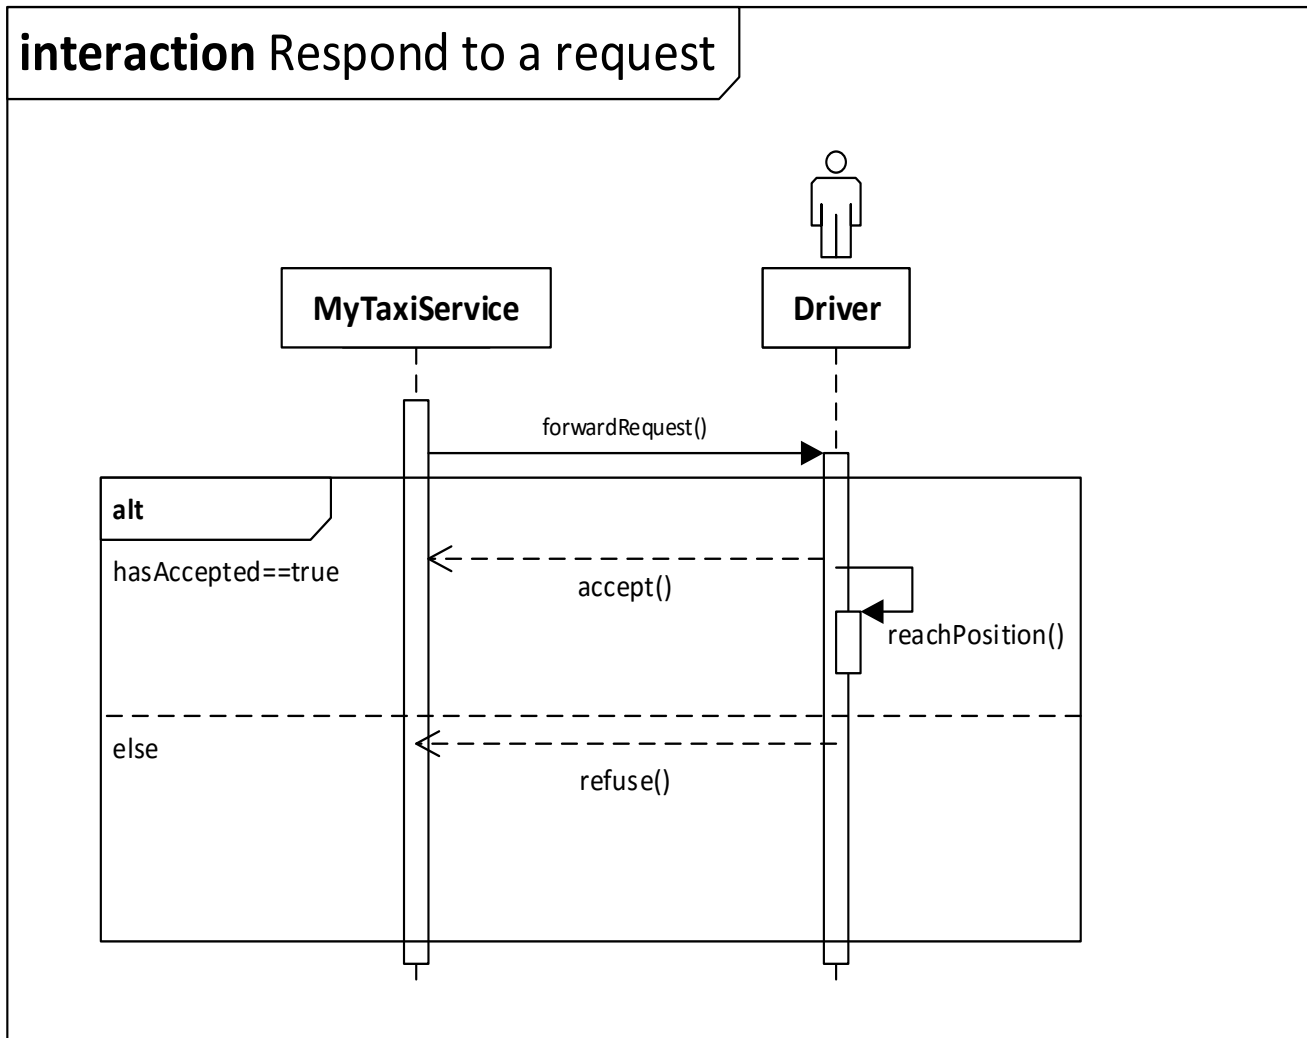 interaction Respond to a request
MyTaxiService
Driver
forwardRequest()
alt
hasAccepted==true
accept()
reachPosition()
else
refuse()